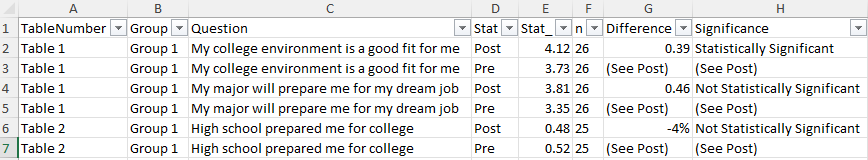 A B C D E F G H
1 TableNumber Group Question Stat Stat_ n Difference Significance
2 Table 1 Group 1 My college environment is a good fit for me Post 4.12 26 0.39 Statistically Significant
3 Table 1 Group 1 My college environment is a good fit for me Pre 3.73 26 (See Post) (See Post)
4 Table 1 Group 1 My major will prepare me for my dream job Post 3.81 26 0.46 Not Statistically Significant
5 Table 1 Group 1 My major will prepare me for my dream job Pre 3.35 26 (See Post) (See Post)
6 Table 2 Group 1 High school prepared me for college Post 0.48 25 -4% Not Statistically Significant
7 Table 2 Group 1 High school prepared me for college Pre 0.52 25 (See Post) (See Post)